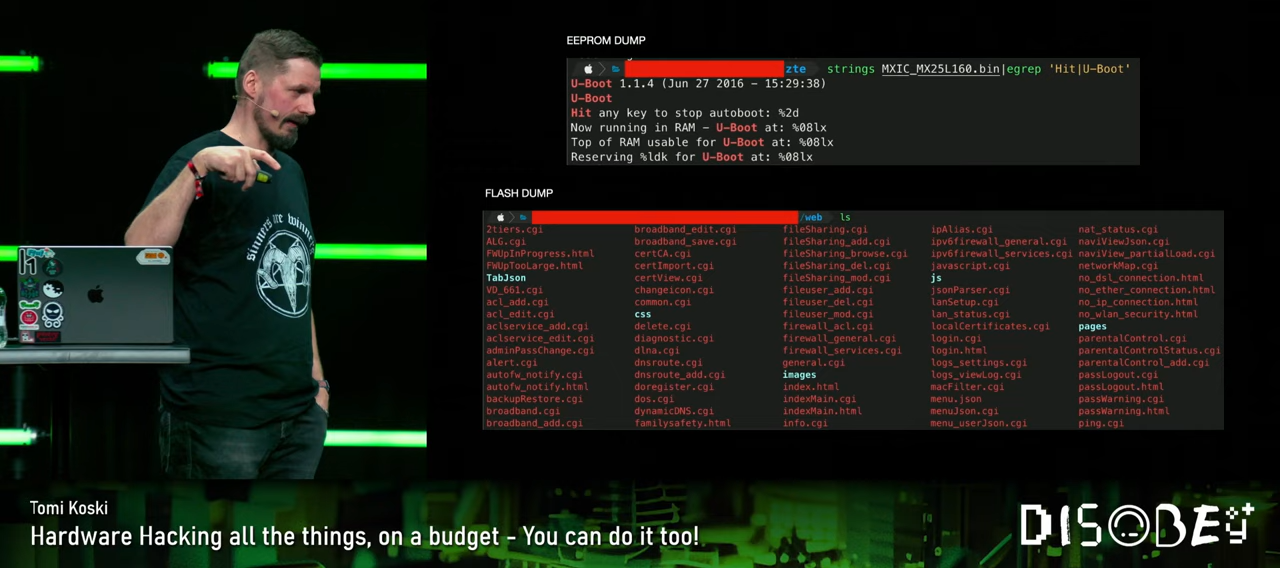 EEPROM DUMP
zte strings MXIC_MX25L160.bin|egrep 'Hit|U-Boot'
U-Boot 1.1.4 (Jun 27 2016 - 15:29:38)
U-Boot
Hit any key to stop autoboot: %2d
Now running in RAM - U-Boot at: %08lx
Top of RAM usable for U-Boot at: %08lx
Reserving %ldk for U-Boot at: %08lx
FLASH DUMP
/web ls
2tiers.cgi broadband_edit.cgi fileSharing.cgi ipAlias.cgi nat_status.cgi
ALG.cgi broadband_save.cgi fileSharing_add.cgi ipv6firewall_general.cgi naviViewJson.cgi
FWUpInProgress.html certCA.cgi fileSharing_browse.cgi ipv6firewall_services.cgi naviView_partialLoad.cgi
FWUpTooLarge.html certImport.cgi fileSharing_del.cgi javascript.cgi networkMap.cgi
TabJson certView.cgi fileSharing_mod.cgi js no_dsl_connection.html
VD_661.cgi changeicon.cgi fileuser_add.cgi jsonParser.cgi no_ether_connection.html
acl_add.cgi common.cgi fileuser_del.cgi lanSetup.cgi no_ip_connection.html
acl_edit.cgi css fileuser_mod.cgi lan_status.cgi no_wlan_security.html
aclservice_add.cgi delete.cgi firewall_acl.cgi localCertificates.cgi pages
aclservice_edit.cgi diagnostic.cgi firewall_general.cgi login.cgi parentalControl.cgi
adminPassChange.cgi dlna.cgi firewall_services.cgi login.html parentalControlStatus.cgi
alert.cgi dnsroute.cgi general.cgi logs_settings.cgi parentalControl_add.cgi
autofw_notify.cgi dnsroute_add.cgi images logs_viewLog.cgi passLogout.cgi
autofw_notify.html doregister.cgi index.html macFilter.cgi passLogout.html
backupRestore.cgi dos.cgi indexMain.cgi menu.json passWarning.cgi
broadband.cgi dynamicDNS.cgi indexMain.html menuJson.cgi passWarning.html
broadband_add.cgi familysafety.html info.cgi menu_userJson.cgi ping.cgi
sinners are winners
Tomi Koski
Hardware Hacking all the things, on a budget - You can do it too!
DISOBEY